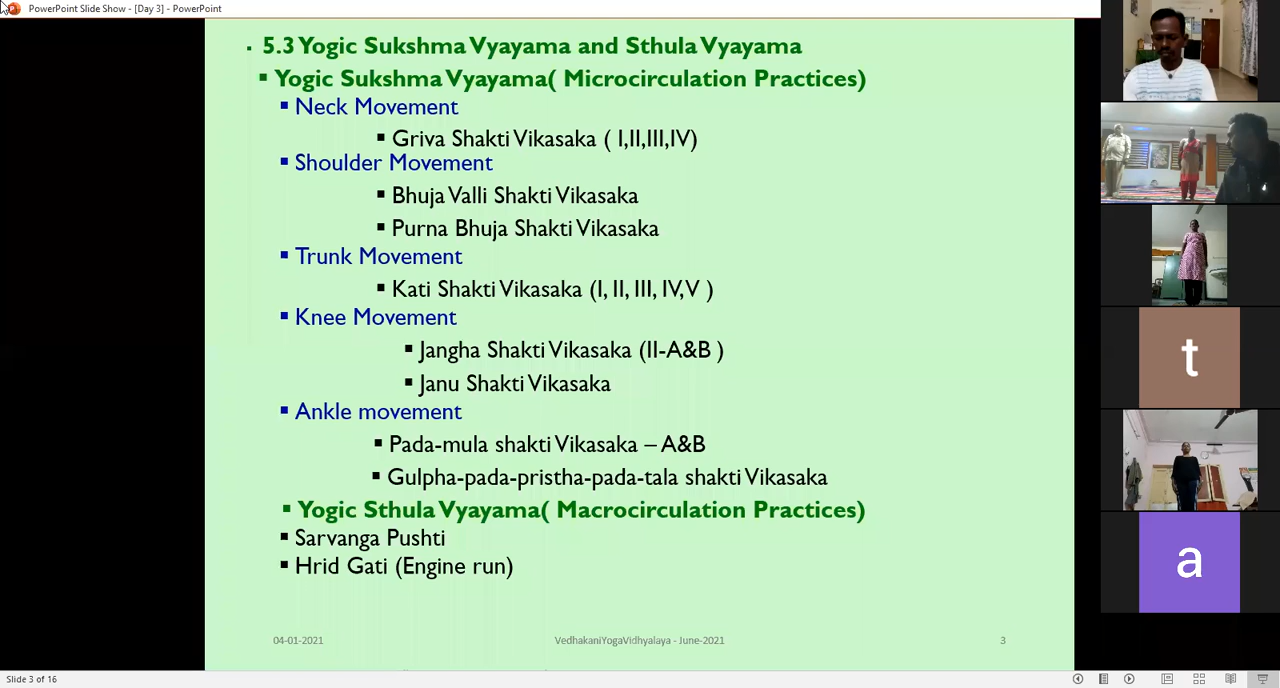 PowerPoint Slide Show - [Day 3] - PowerPoint
5.3 Yogic Sukshma Vyayama and Sthula Vyayama
Yogic Sukshma Vyayama( Microcirculation Practices)
Neck Movement
Griva Shakti Vikasaka ( I,II,III,IV)
Shoulder Movement
Bhuja Valli Shakti Vikasaka
Purna Bhuja Shakti Vikasaka
Trunk Movement
Kati Shakti Vikasaka (I, II, III, IV,V )
Knee Movement
Jangha Shakti Vikasaka (II-A&B )
Janu Shakti Vikasaka
Ankle movement
Pada-mula shakti Vikasaka – A&B
Gulpha-pada-pristha-pada-tala shakti Vikasaka
Yogic Sthula Vyayama( Macrocirculation Practices)
Sarvanga Pushti
Hrid Gati (Engine run)
04-01-2021
VedhakaniYogaVidhyalaya - June-2021
3
t
a
Slide 3 of 16